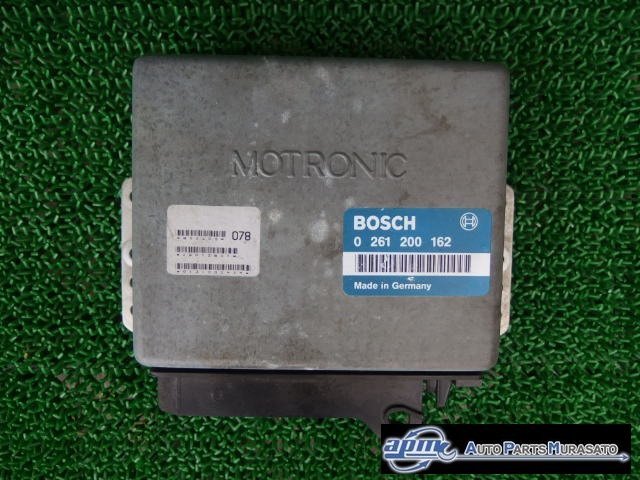 MOTRONIC
078
BOSCH
0 261 200 162
Made in Germany
apm AUTO PARTS MURASATO